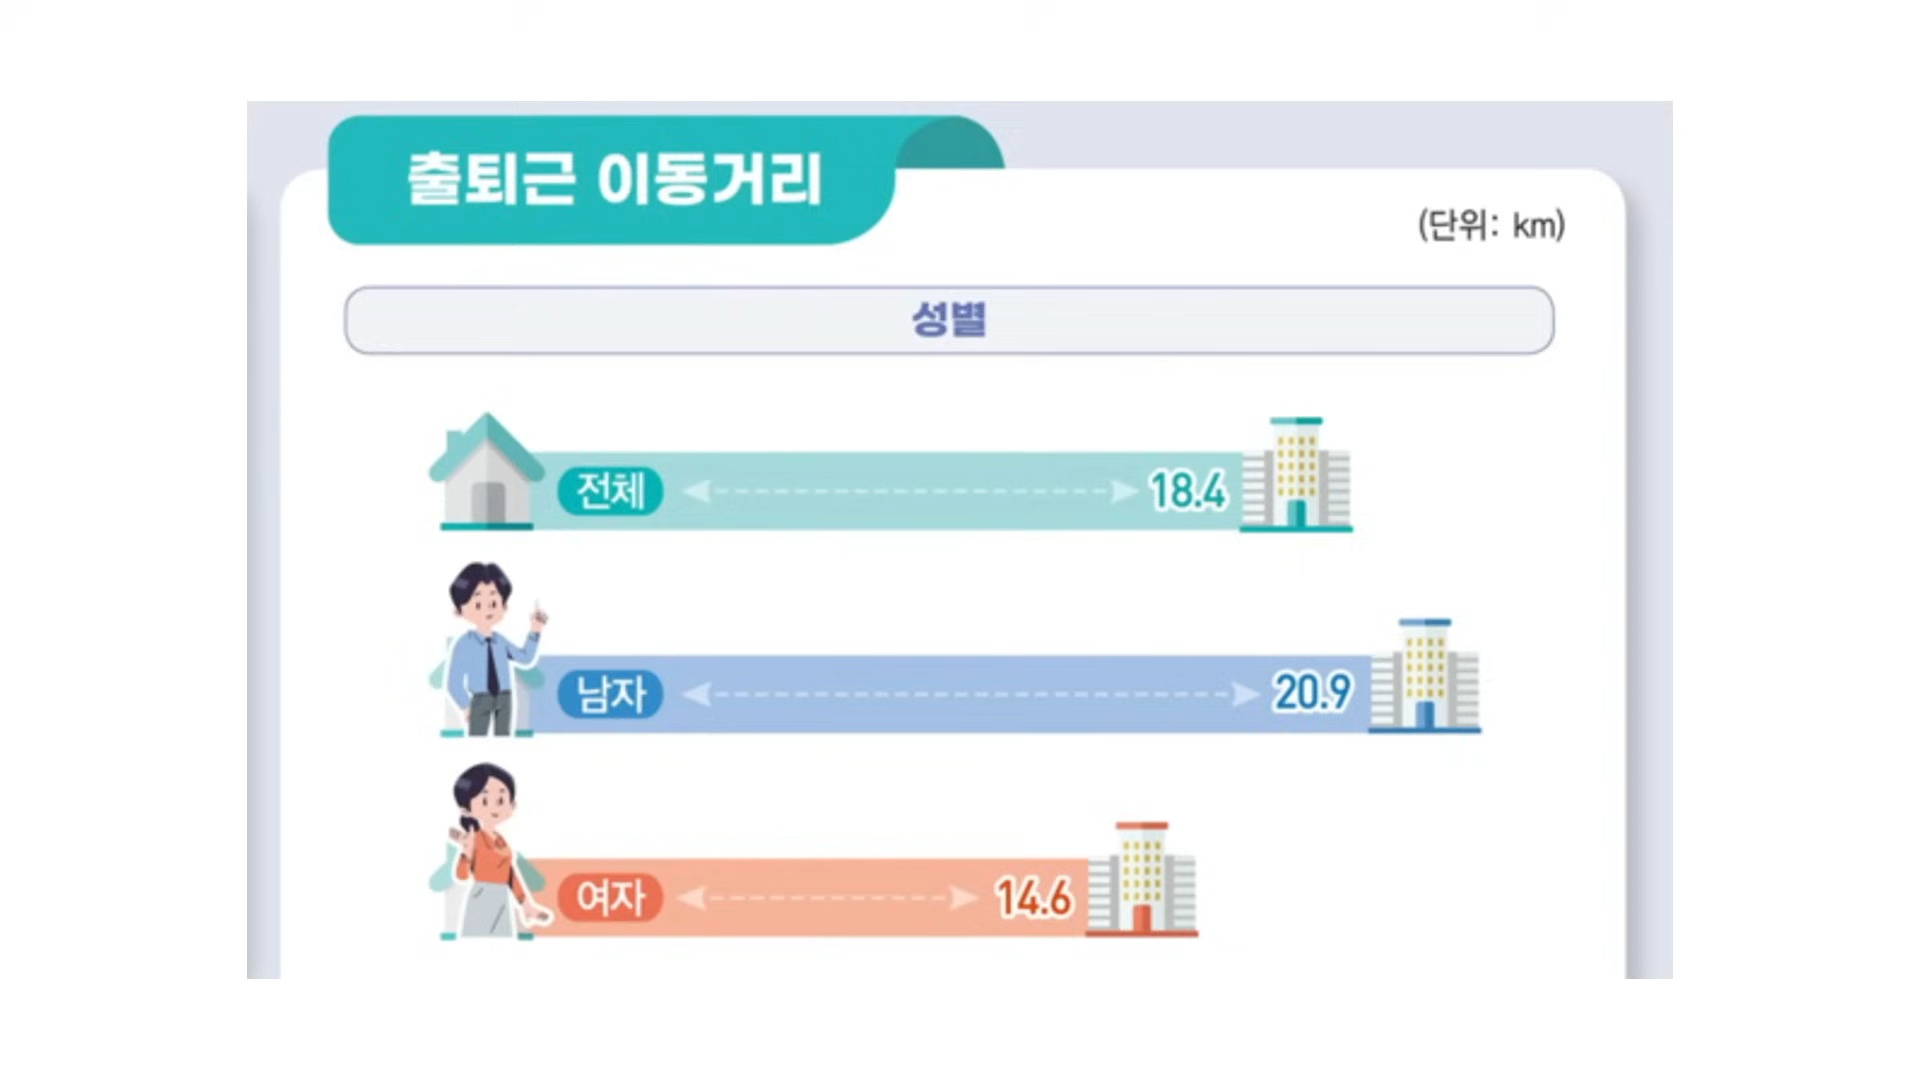 출퇴근 이동거리
(단위: km)
성별
전체 18.4
남자 20.9
여자 14.6